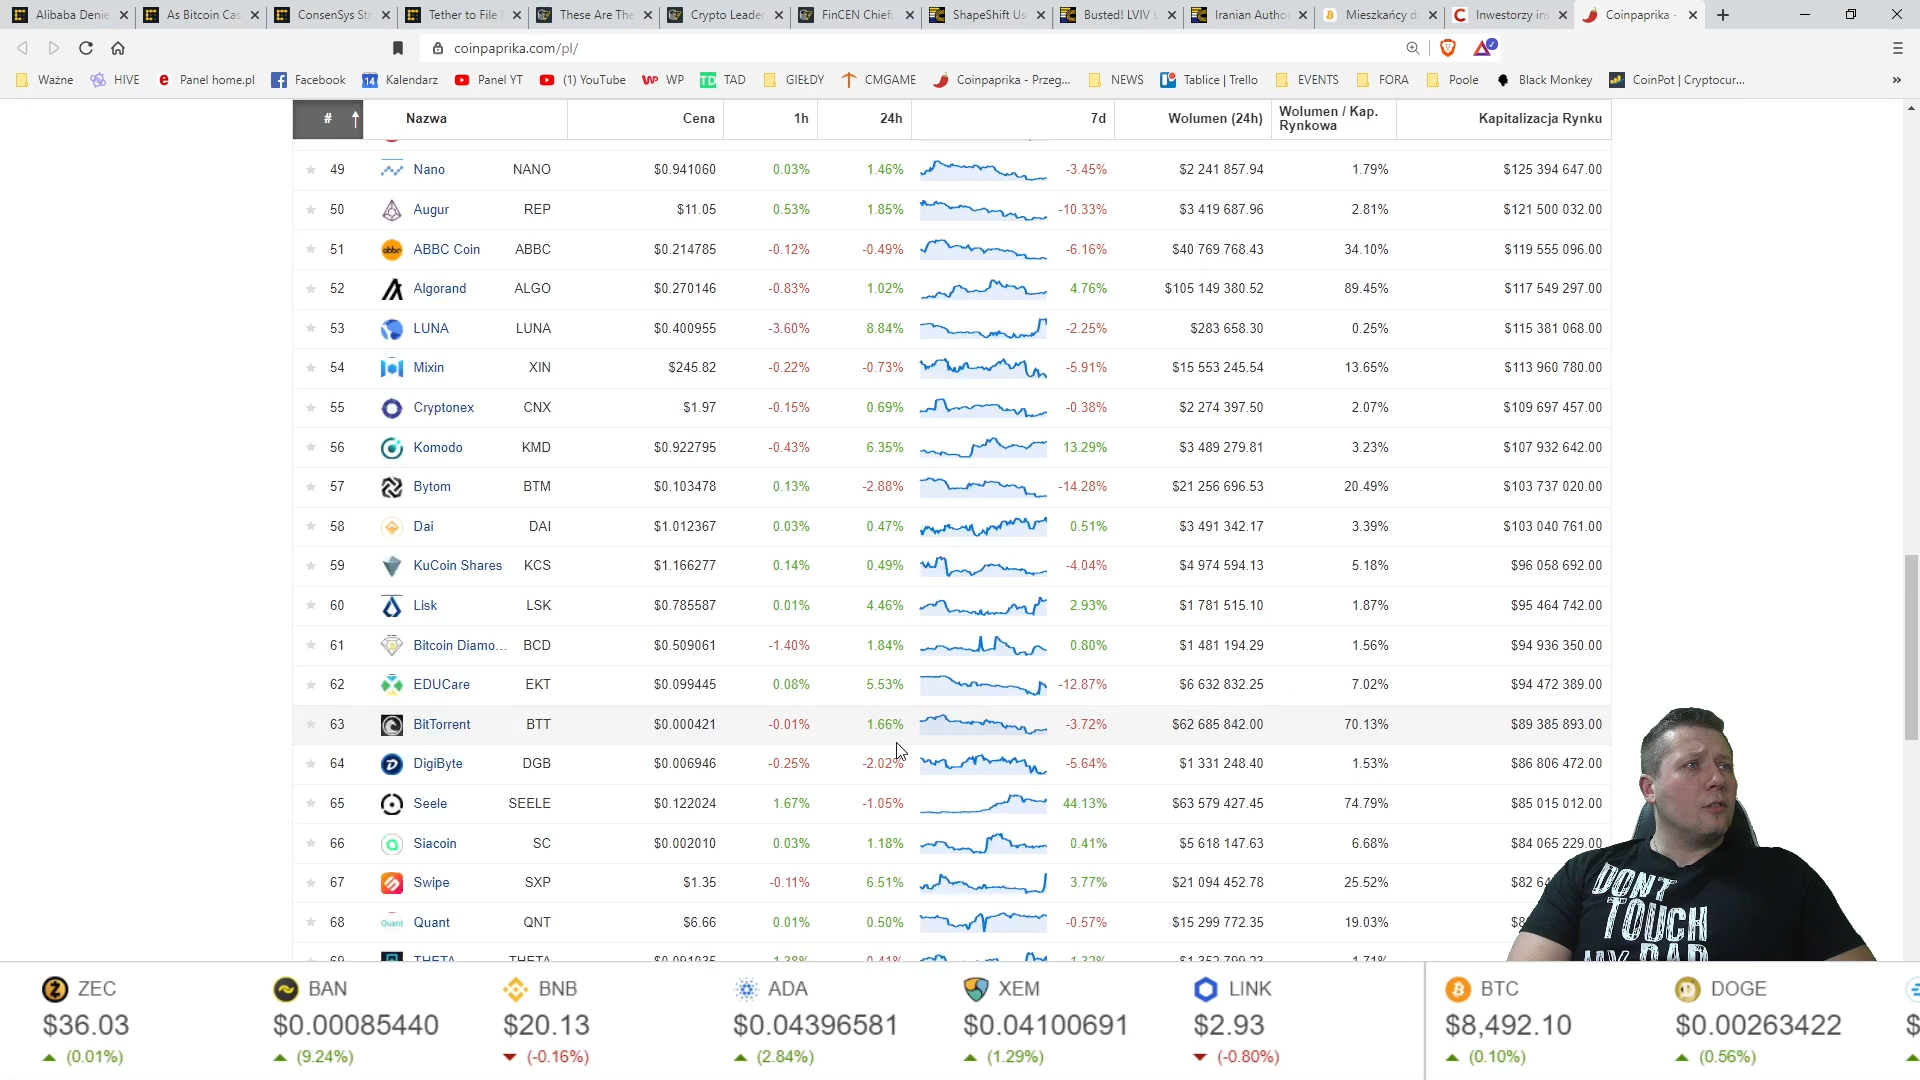 Alibaba Denie
As Bitcoin Cas
ConsenSys Str
Tether to File
These Are The
Crypto Leade
FinCEN Chief:
ShapeShift Us
Busted! LVIV U
Iranian Autho
Mieszkańcy d
Inwestorzy ins
Coinpaprika -
coinpaprika.com/pl/
Ważne HIVE Panel home.pl Facebook Kalendarz Panel YT (1) YouTube WP TAD GIEŁDY CMGAME Coinpaprika - Przeg... NEWS Tablice | Trello EVENTS FORA Poole Black Monkey CoinPot | Cryptocur...
# Nazwa Cena 1h 24h 7d Wolumen (24h) Wolumen / Kap. Rynkowa Kapitalizacja Rynku
49 Nano NANO $0.941060 0.03% 1.46% -3.45% $2 241 857.94 1.79% $125 394 647.00
50 Augur REP $11.05 0.53% 1.85% -10.33% $3 419 687.96 2.81% $121 500 032.00
51 ABBC Coin ABBC $0.214785 -0.12% -0.49% -6.16% $40 769 768.43 34.10% $119 555 096.00
52 Algorand ALGO $0.270146 -0.83% 1.02% 4.76% $105 149 380.52 89.45% $117 549 297.00
53 LUNA LUNA $0.400955 -3.60% 8.84% -2.25% $283 658.30 0.25% $115 381 068.00
54 Mixin XIN $245.82 -0.22% -0.73% -5.91% $15 553 245.54 13.65% $113 960 780.00
55 Cryptonex CNX $1.97 -0.15% 0.69% -0.38% $2 274 397.50 2.07% $109 697 457.00
56 Komodo KMD $0.922795 -0.43% 6.35% 13.29% $3 489 279.81 3.23% $107 932 642.00
57 Bytom BTM $0.103478 0.13% -2.88% -14.28% $21 256 696.53 20.49% $103 737 020.00
58 Dai DAI $1.012367 0.03% 0.47% 0.51% $3 491 342.17 3.39% $103 040 761.00
59 KuCoin Shares KCS $1.166277 0.14% 0.49% -4.04% $4 974 594.13 5.18% $96 058 692.00
60 Lisk LSK $0.785587 0.01% 4.46% 2.93% $1 781 515.10 1.87% $95 464 742.00
61 Bitcoin Diamo... BCD $0.509061 -1.40% 1.84% 0.80% $1 481 194.29 1.56% $94 936 350.00
62 EDUCare EKT $0.099445 0.08% 5.53% -12.87% $6 632 832.25 7.02% $94 472 389.00
63 BitTorrent BTT $0.000421 -0.01% 1.66% -3.72% $62 685 842.00 70.13% $89 385 893.00
64 DigiByte DGB $0.006946 -0.25% -2.02% -5.64% $1 331 248.40 1.53% $86 806 472.00
65 Seele SEELE $0.122024 1.67% -1.05% 44.13% $63 579 427.45 74.79% $85 015 012.00
66 Siacoin SC $0.002010 0.03% 1.18% 0.41% $5 618 147.63 6.68% $84 065 229.00
67 Swipe SXP $1.35 -0.11% 6.51% 3.77% $21 094 452.78 25.52% $82 64
68 Quant QNT $6.66 0.01% 0.50% -0.57% $15 299 772.35 19.03%
69 THETA THETA
DONT
TOUCH
ZEC BAN BNB ADA XEM LINK BTC DOGE
$36.03 $0.00085440 $20.13 $0.04396581 $0.04100691 $2.93 $8,492.10 $0.00263422
(0.01%) (9.24%) (-0.16%) (2.84%) (1.29%) (-0.80%) (0.10%) (0.56%)